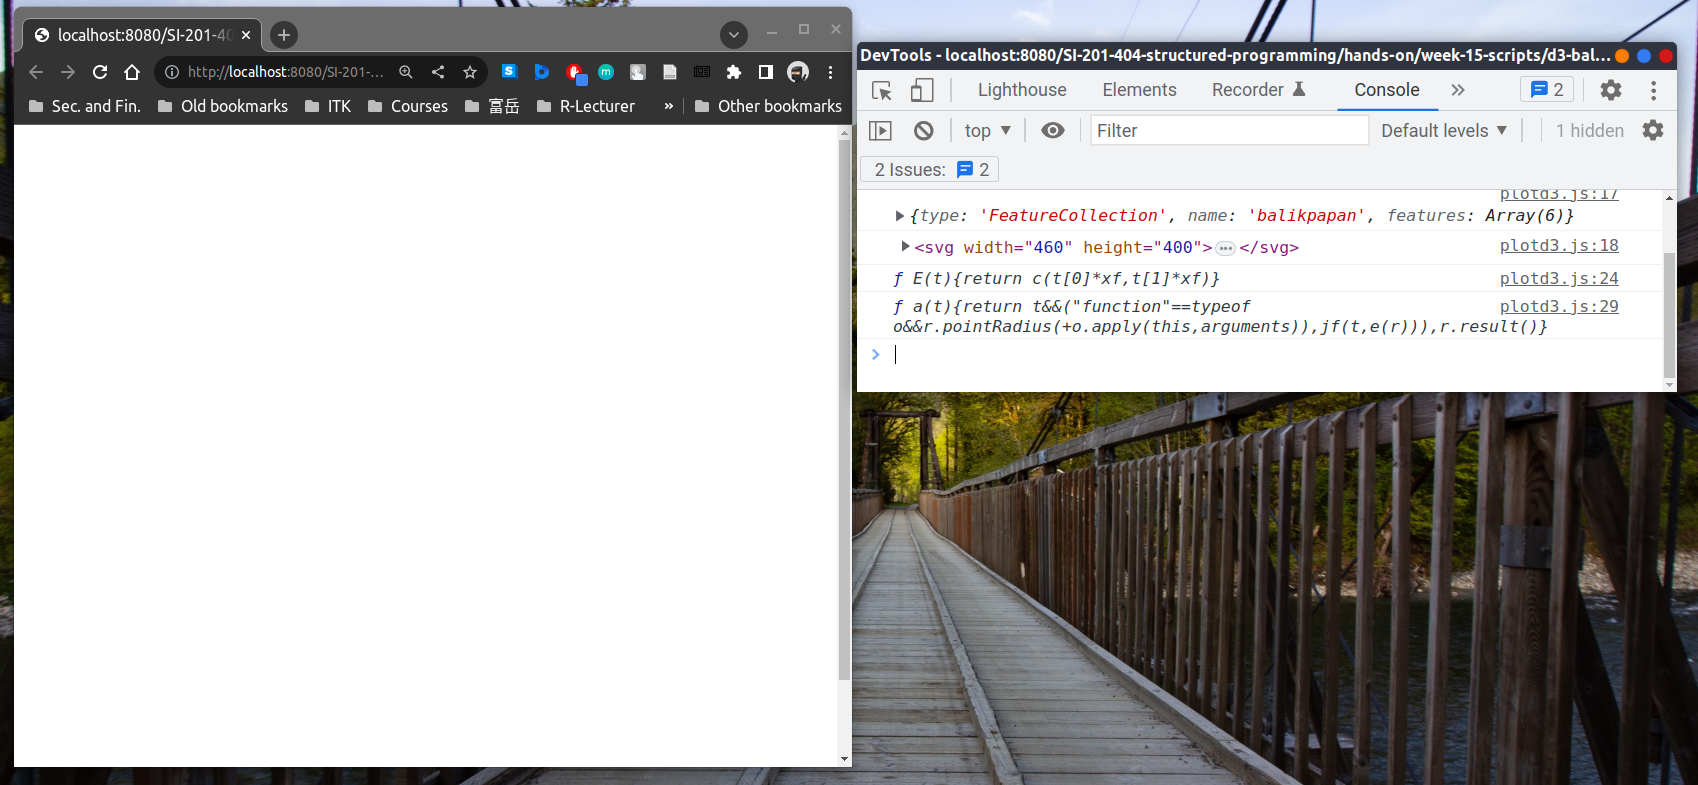 localhost:8080/SI-201-40
http://localhost:8080/SI-201-...
Sec. and Fin.
Old bookmarks
ITK
Courses
富岳
R-Lecturer
»
Other bookmarks
DevTools - localhost:8080/SI-201-404-structured-programming/hands-on/week-15-scripts/d3-bal...
Lighthouse
Elements
Recorder
Console
2
top
Filter
Default levels
1 hidden
2 Issues: 2
plotd3.js:17
{type: 'FeatureCollection', name: 'balikpapan', features: Array(6)}
<svg width="460" height="400">…</svg>
plotd3.js:18
ƒ E(t){return c(t[0]*xf,t[1]*xf)}
plotd3.js:24
ƒ a(t){return t&&("function"==typeof
plotd3.js:29
o&&r.pointRadius(+o.apply(this,arguments)),jf(t,e(r))),r.result()}